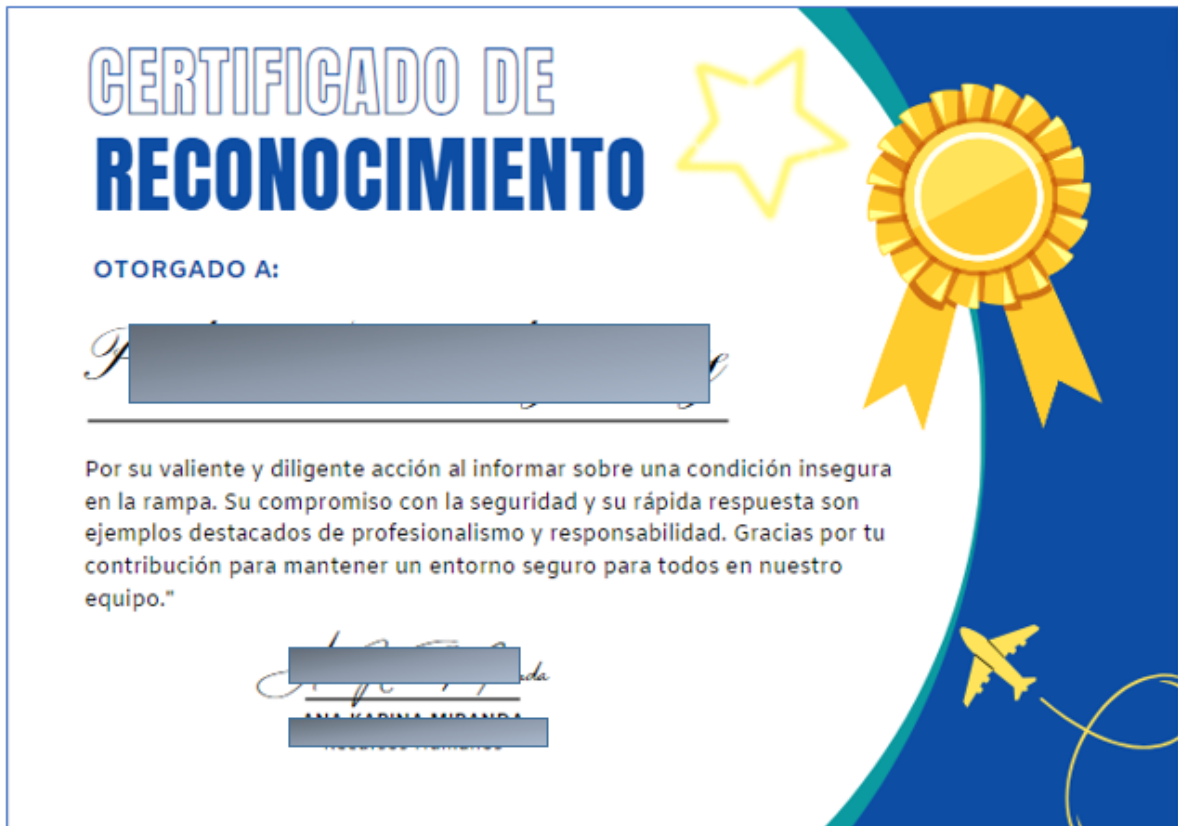 CERTIFICADO DE
RECONOCIMIENTO
OTORGADO A:
Por su valiente y diligente acción al informar sobre una condición insegura
en la rampa. Su compromiso con la seguridad y su rápida respuesta son
ejemplos destacados de profesionalismo y responsabilidad. Gracias por tu
contribución para mantener un entorno seguro para todos en nuestro
equipo."